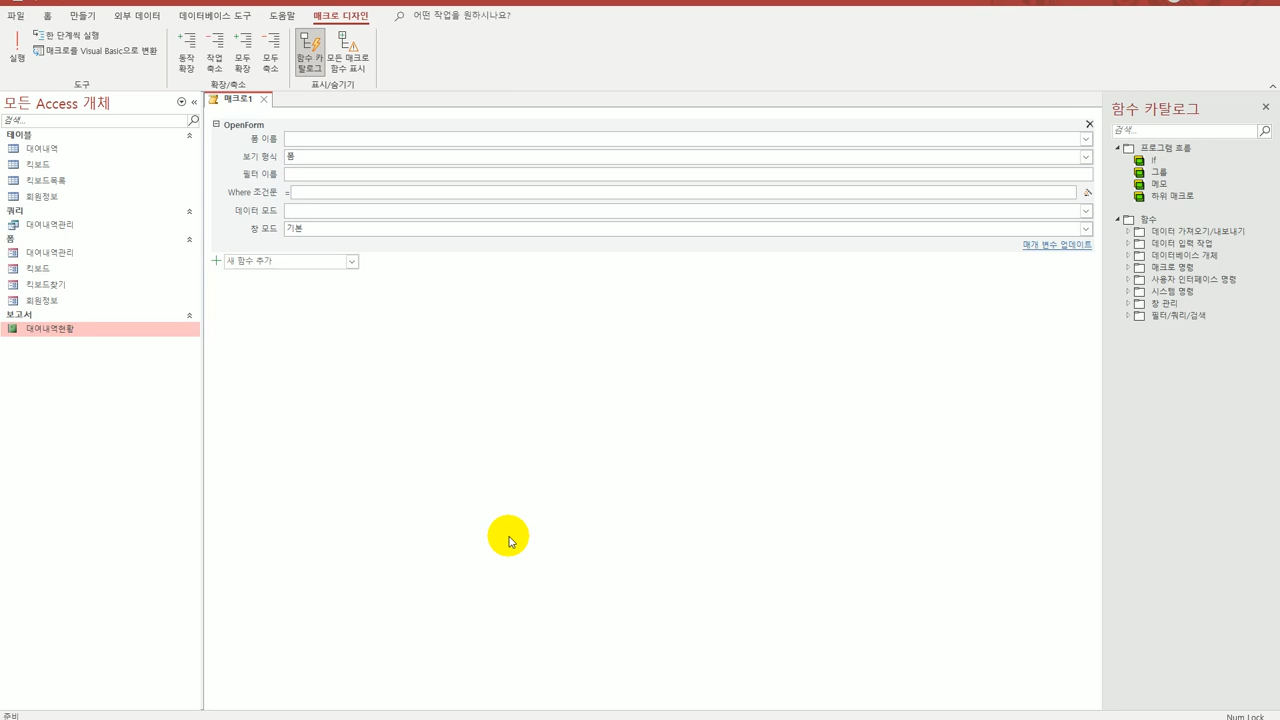 파일 홈 만들기 외부 데이터 데이터베이스 도구 도움말 매크로 디자인 어떤 작업을 원하시나요?
실행
한 단계씩 실행
매크로를 Visual Basic으로 변환
도구
동작 확장
작업 축소
모두 확장
모두 축소
확장/축소
함수 카탈로그
모든 매크로 함수 표시
표시/숨기기
모든 Access 개체
검색...
테이블
대여내역
킥보드
킥보드목록
회원정보
쿼리
대여내역관리
폼
대여내역관리
킥보드
킥보드찾기
회원정보
보고서
대여내역현황
매크로1
OpenForm
폼 이름
보기 형식 폼
필터 이름
Where 조건문 =
데이터 모드
창 모드 기본
매개 변수 업데이트
새 함수 추가
함수 카탈로그
검색...
프로그램 흐름
If
그룹
메모
하위 매크로
함수
데이터 가져오기/내보내기
데이터 입력 작업
데이터베이스 개체
매크로 명령
사용자 인터페이스 명령
시스템 명령
창 관리
필터/쿼리/검색
준비
Num Lock